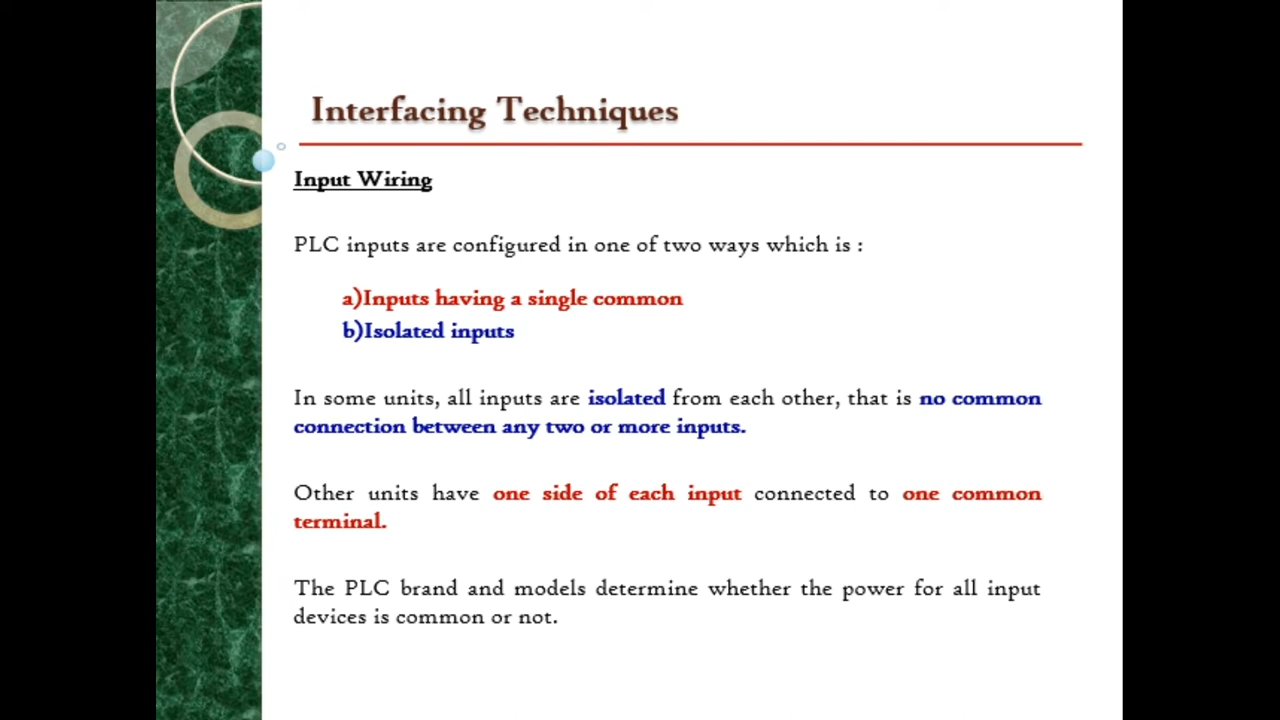 Interfacing Techniques
Input Wiring
PLC inputs are configured in one of two ways which is :
a)Inputs having a single common
b)Isolated inputs
In some units, all inputs are isolated from each other, that is no common
connection between any two or more inputs.
Other units have one side of each input connected to one common
terminal.
The PLC brand and models determine whether the power for all input
devices is common or not.